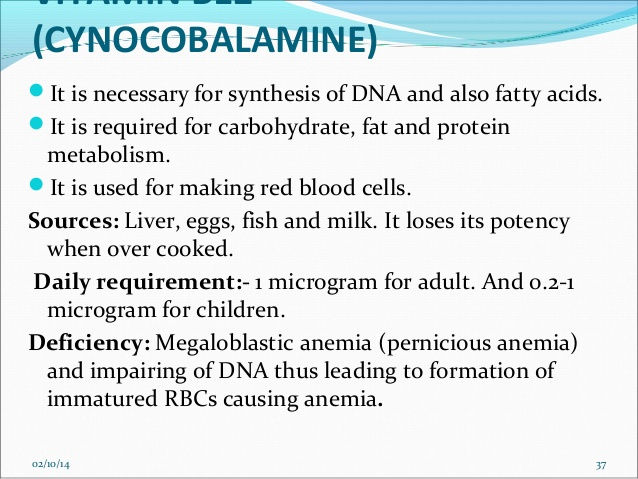 VITAMIN B12
(CYNOCOBALAMINE)
It is necessary for synthesis of DNA and also fatty acids.
It is required for carbohydrate, fat and protein
metabolism.
It is used for making red blood cells.
Sources: Liver, eggs, fish and milk. It loses its potency
when over cooked.
Daily requirement:- 1 microgram for adult. And 0.2-1
microgram for children.
Deficiency: Megaloblastic anemia (pernicious anemia)
and impairing of DNA thus leading to formation of
immatured RBCs causing anemia.
02/10/14
37